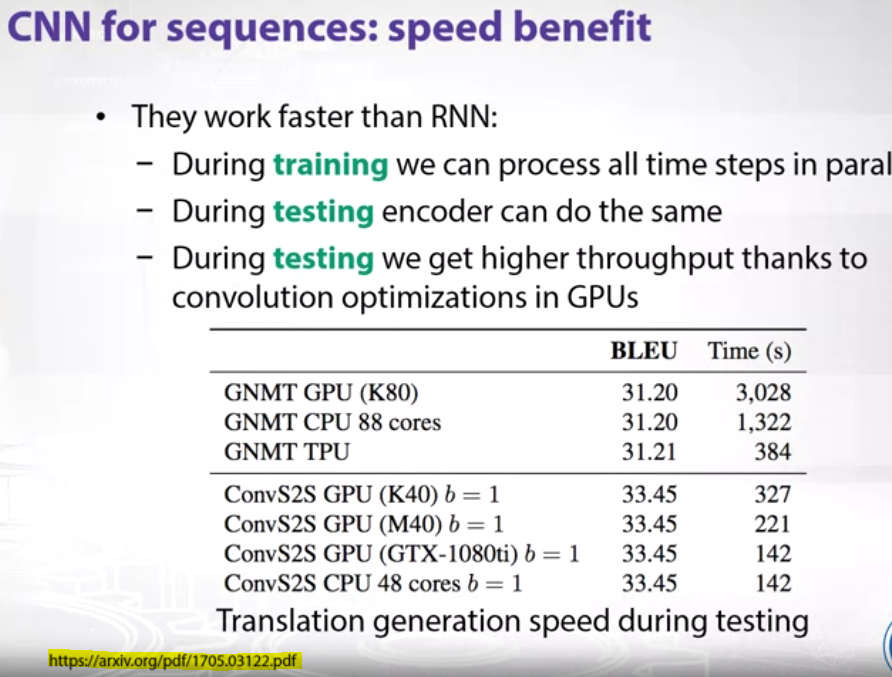 CNN for sequences: speed benefit
• They work faster than RNN:
– During training we can process all time steps in paral
– During testing encoder can do the same
– During testing we get higher throughput thanks to
convolution optimizations in GPUs
BLEU Time (s)
GNMT GPU (K80) 31.20 3,028
GNMT CPU 88 cores 31.20 1,322
GNMT TPU 31.21 384
ConvS2S GPU (K40) b = 1 33.45 327
ConvS2S GPU (M40) b = 1 33.45 221
ConvS2S GPU (GTX-1080ti) b = 1 33.45 142
ConvS2S CPU 48 cores b = 1 33.45 142
Translation generation speed during testing
https://arxiv.org/pdf/1705.03122.pdf